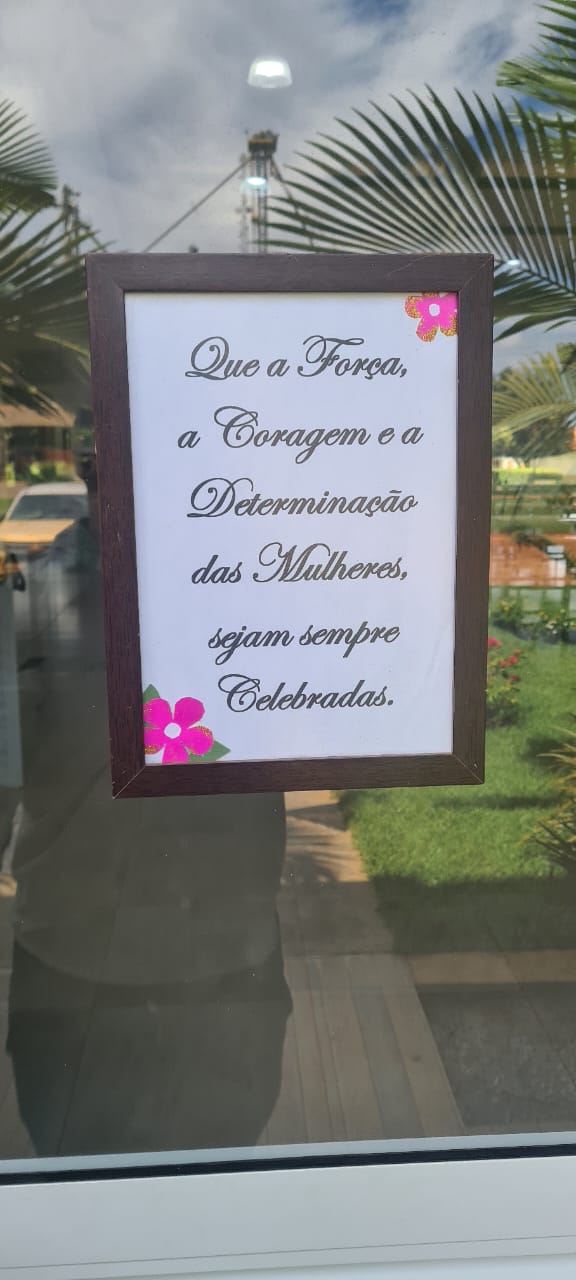 Que a Força,
a Coragem e a
Determinação
das Mulheres,
sejam sempre
Celebradas.